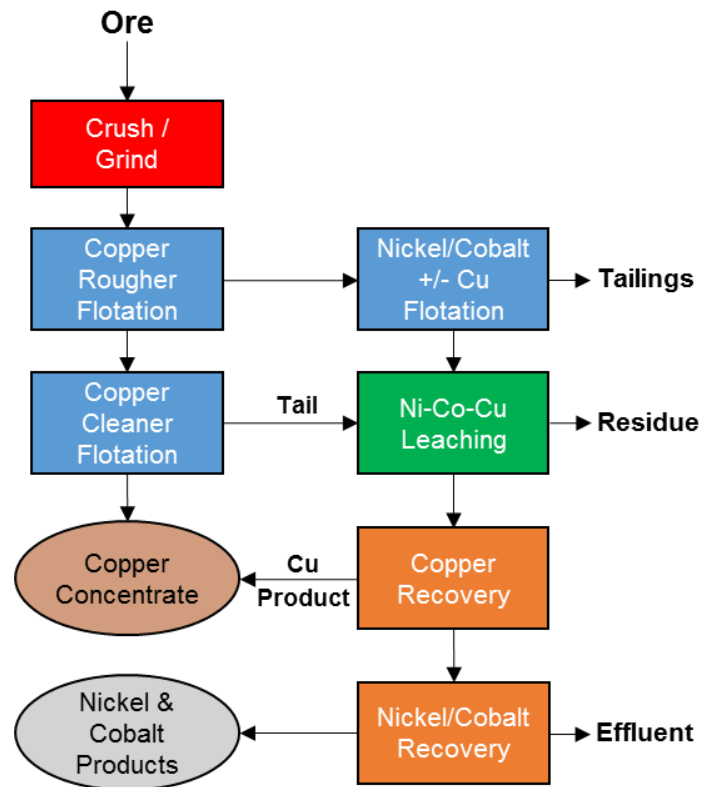 Ore
Crush /
Grind
Copper
Rougher
Flotation
Nickel/Cobalt
+/- Cu
Flotation
Tailings
Copper
Cleaner
Flotation
Tail
Ni-Co-Cu
Leaching
Residue
Copper
Concentrate
Cu
Product
Copper
Recovery
Nickel &
Cobalt
Products
Nickel/Cobalt
Recovery
Effluent